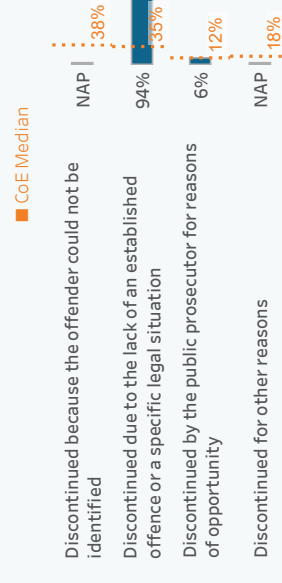 ■ CoE Median
Discontinued because the offender could not be
identified
NAP
38%
Discontinued due to the lack of an established
offence or a specific legal situation
94%
35%
Discontinued by the public prosecutor for reasons
of opportunity
6%
12%
Discontinued for other reasons
NAP
18%